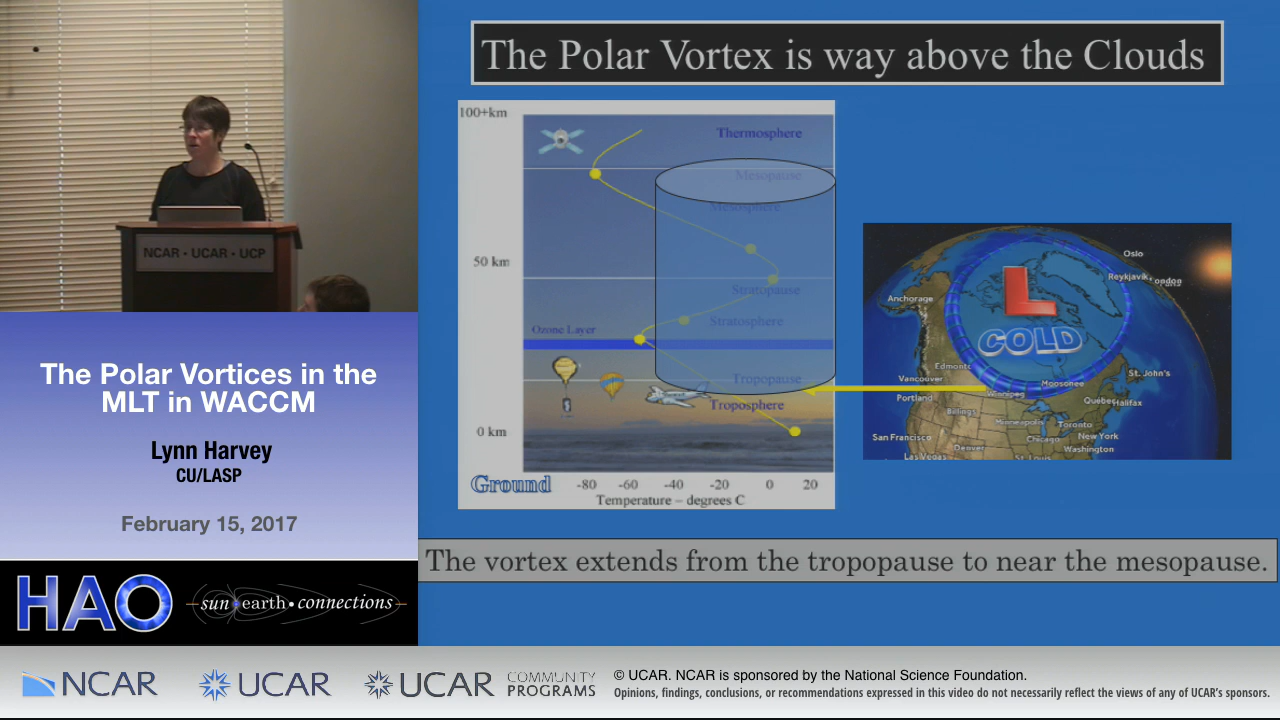 The Polar Vortex is way above the Clouds
100+km
Thermosphere
Mesopause
Mesosphere
50 km
Stratopause
Stratosphere
Ozone Layer
Tropopause
Troposphere
0 km
Ground
-80 -60 -40 -20 0 20
Temperature – degrees C
Oslo
Reykjavik
London
Anchorage
L
COLD
Edmonton
Vancouver
Winnipeg
Moosonee
St. John's
Portland
Quebec
Halifax
Billings
Minneapolis
Toronto
San Francisco
Chicago
New York
Denver
Washington
Las Vegas
St. Louis
The vortex extends from the tropopause to near the mesopause.
NCAR • UCAR • UCP
The Polar Vortices in the
MLT in WACCM
Lynn Harvey
CU/LASP
February 15, 2017
HAO
sun•earth•connections
NCAR
UCAR
UCAR
COMMUNITY
PROGRAMS
© UCAR. NCAR is sponsored by the National Science Foundation.
Opinions, findings, conclusions, or recommendations expressed in this video do not necessarily reflect the views of any of UCAR's sponsors.